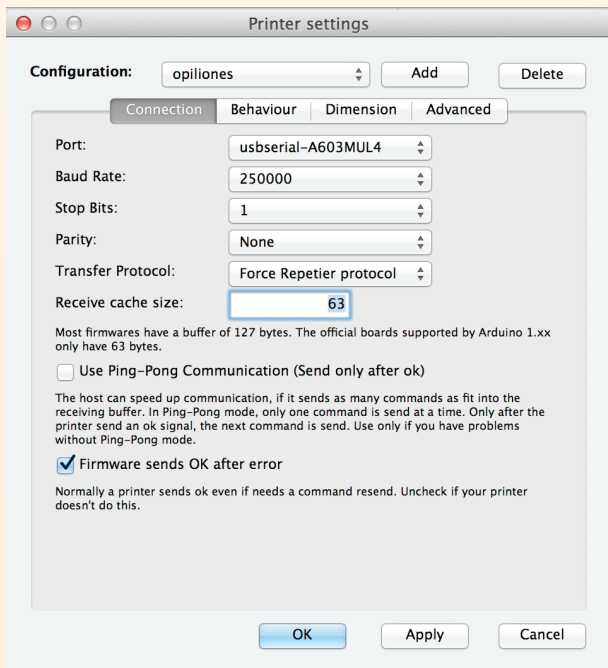 Printer settings
Configuration: opiliones Add Delete
Connection Behaviour Dimension Advanced
Port: usbserial-A603MUL4
Baud Rate: 250000
Stop Bits: 1
Parity: None
Transfer Protocol: Force Repetier protocol
Receive cache size: 63
Most firmwares have a buffer of 127 bytes. The official boards supported by Arduino 1.xx
only have 63 bytes.
Use Ping-Pong Communication (Send only after ok)
The host can speed up communication, if it sends as many commands as fit into the
receiving buffer. In Ping-Pong mode, only one command is send at a time. Only after the
printer send an ok signal, the next command is send. Use only if you have problems
without Ping-Pong mode.
Firmware sends OK after error
Normally a printer sends ok even if needs a command resend. Uncheck if your printer
doesn't do this.
OK Apply Cancel